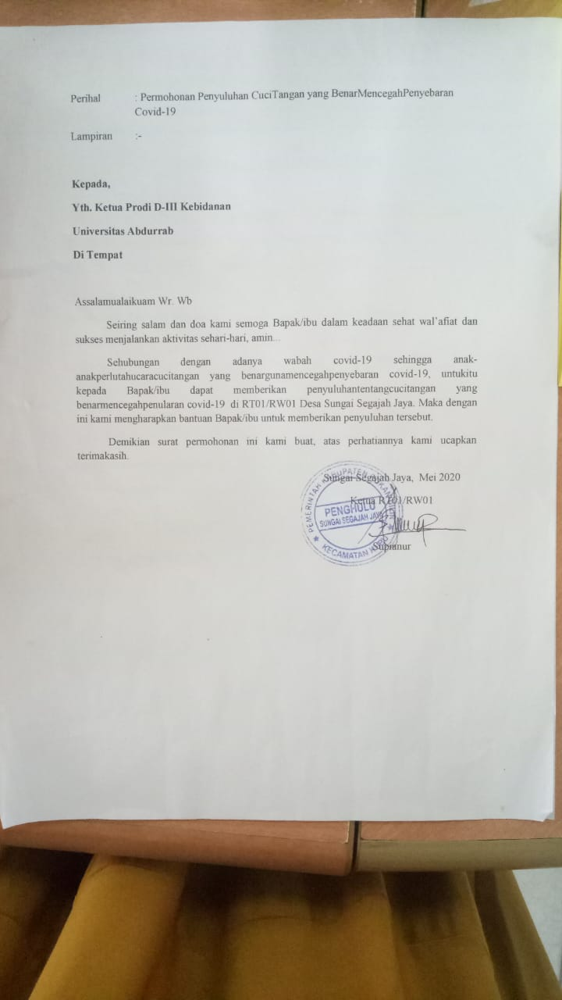 Perihal : Permohonan Penyuluhan CuciTangan yang BenarMencegahPenyebaran
Covid-19
Lampiran :-
Kepada,
Yth. Ketua Prodi D-III Kebidanan
Universitas Abdurrab
Di Tempat
Assalamualaikuam Wr. Wb
Seiring salam dan doa kami semoga Bapak/ibu dalam keadaan sehat wal'afiat dan
sukses menjalankan aktivitas sehari-hari, amin...
Sehubungan dengan adanya wabah covid-19 sehingga anak-
anakperlutahucaracucitangan yang benargunamencegahpenyebaran covid-19, untukitu
kepada Bapak/ibu dapat memberikan penyuluhantentangcucitangan yang
benarmencegahpenularan covid-19 di RT01/RW01 Desa Sungai Segajah Jaya. Maka dengan
ini kami mengharapkan bantuan Bapak/ibu untuk memberikan penyuluhan tersebut.
Demikian surat permohonan ini kami buat, atas perhatiannya kami ucapkan
terimakasih.
Sungai Segajah Jaya, Mei 2020
Ketua RT01/RW01
PEMERINTAH KABUPATEN
PENGHULU
SUNGAI SEGAJAH JAYA
KECAMATAN KUBU
Supianur